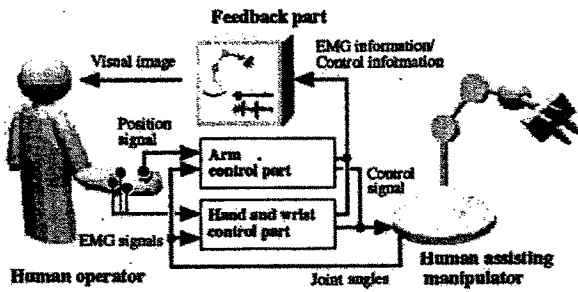 Feedback part
Visual image
EMG information/
Control information
Position
signal
Arm
control part
Control
signal
Hand and wrist
control part
EMG signals
Human operator
Joint angles
Human assisting
manipulator